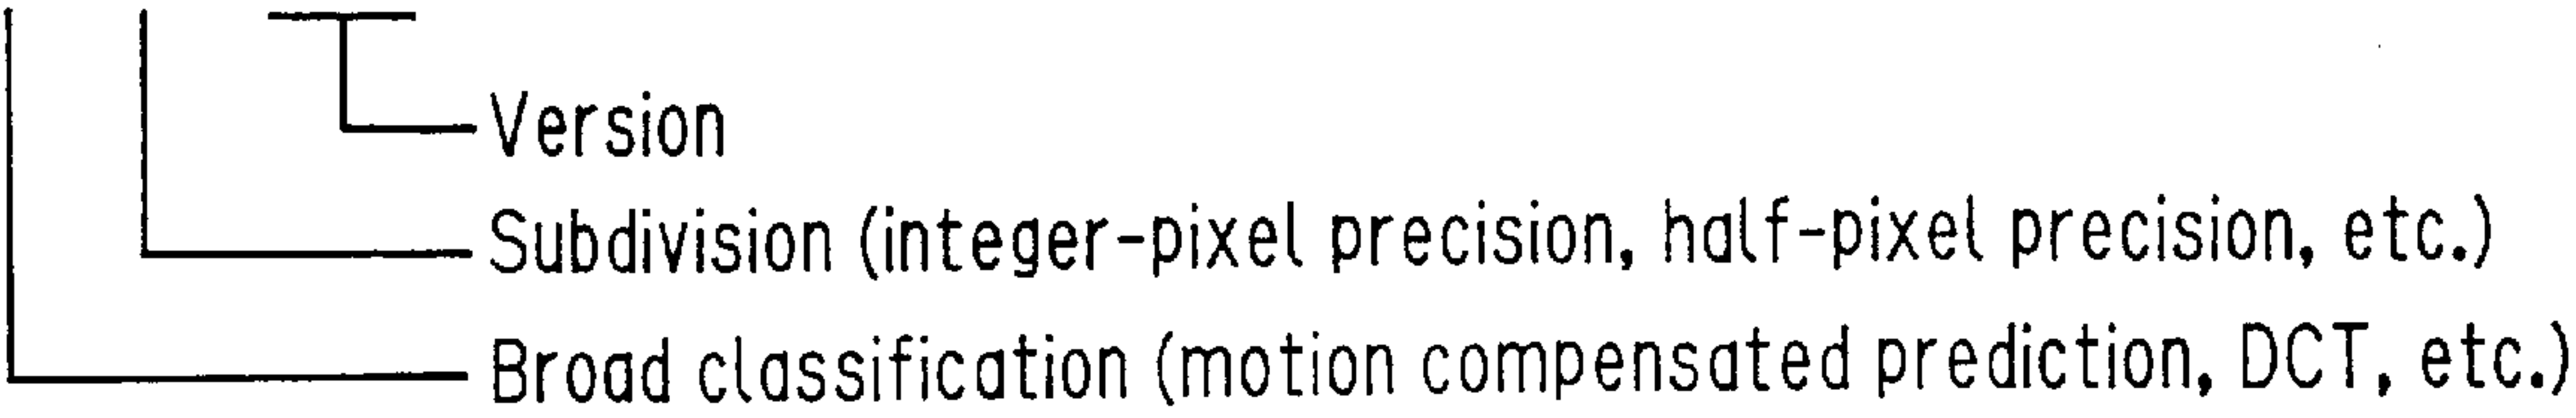 Version
Subdivision (integer-pixel precision, half-pixel precision, etc.)
Broad classification (motion compensated prediction, DCT, etc.)